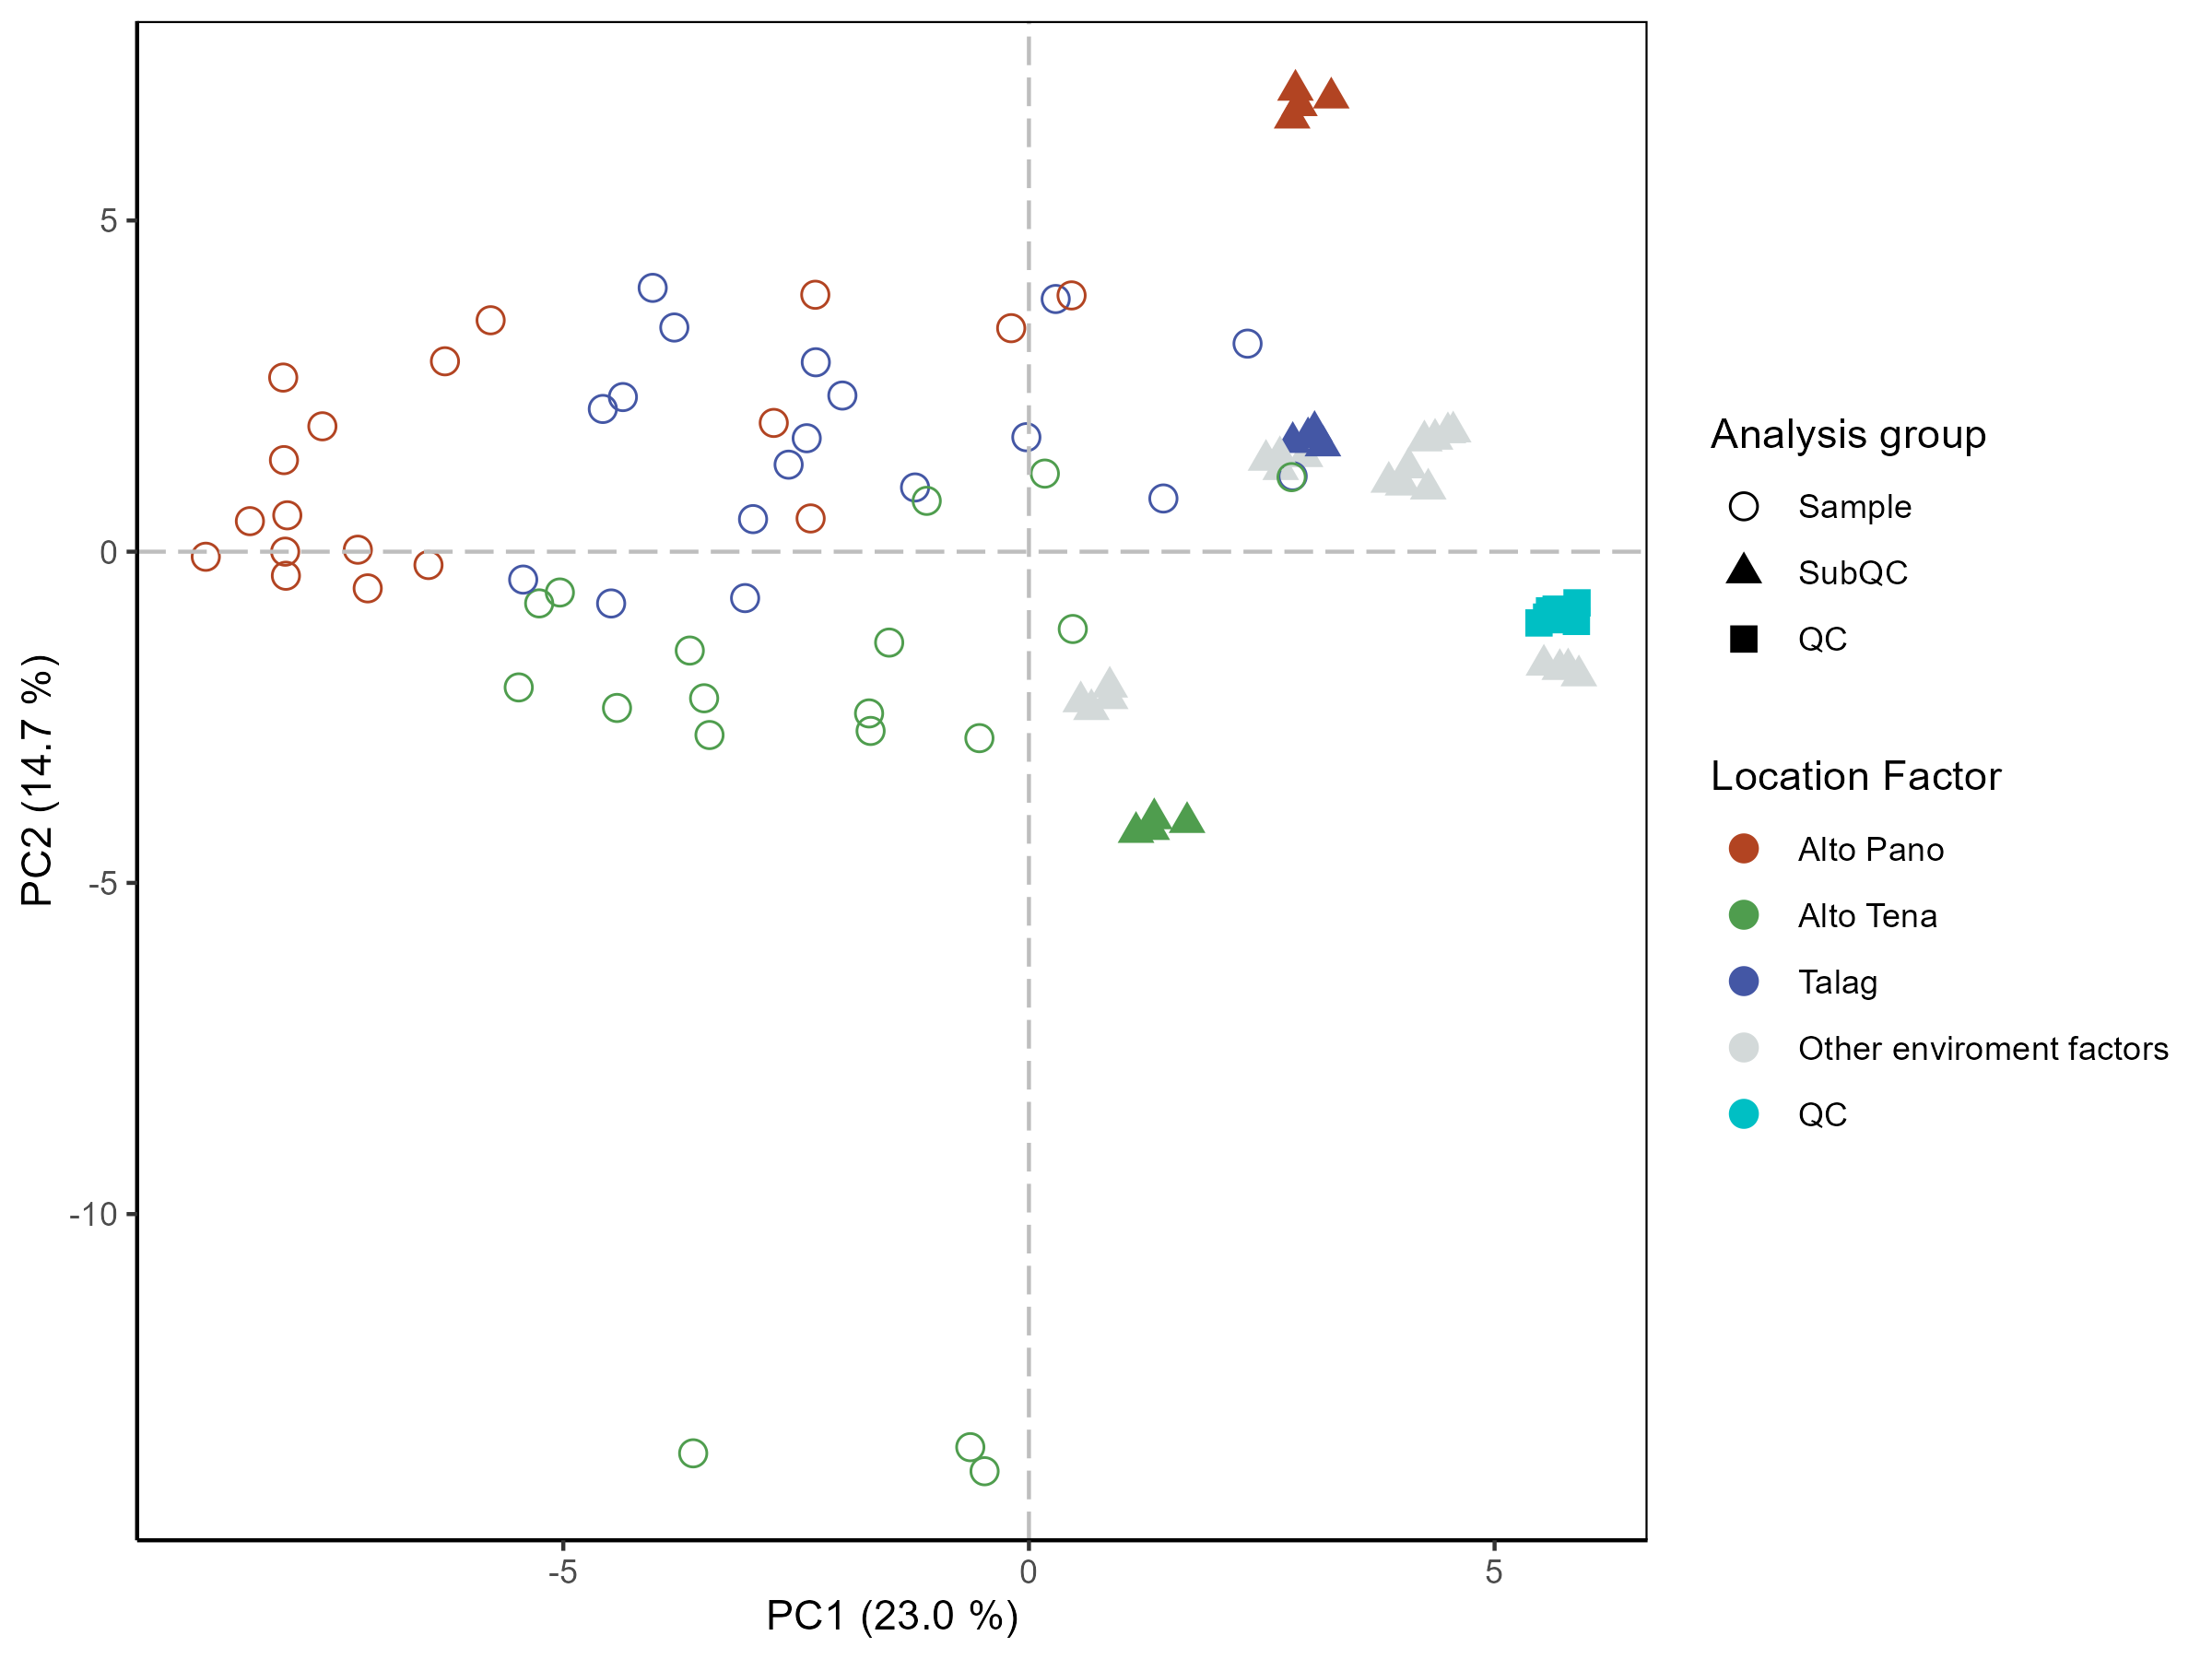 5
0
-5
-10
PC2 (14.7 %)
-5
0
5
PC1 (23.0 %)
Analysis group
Sample
SubQC
QC
Location Factor
Alto Pano
Alto Tena
Talag
Other enviroment factors
QC